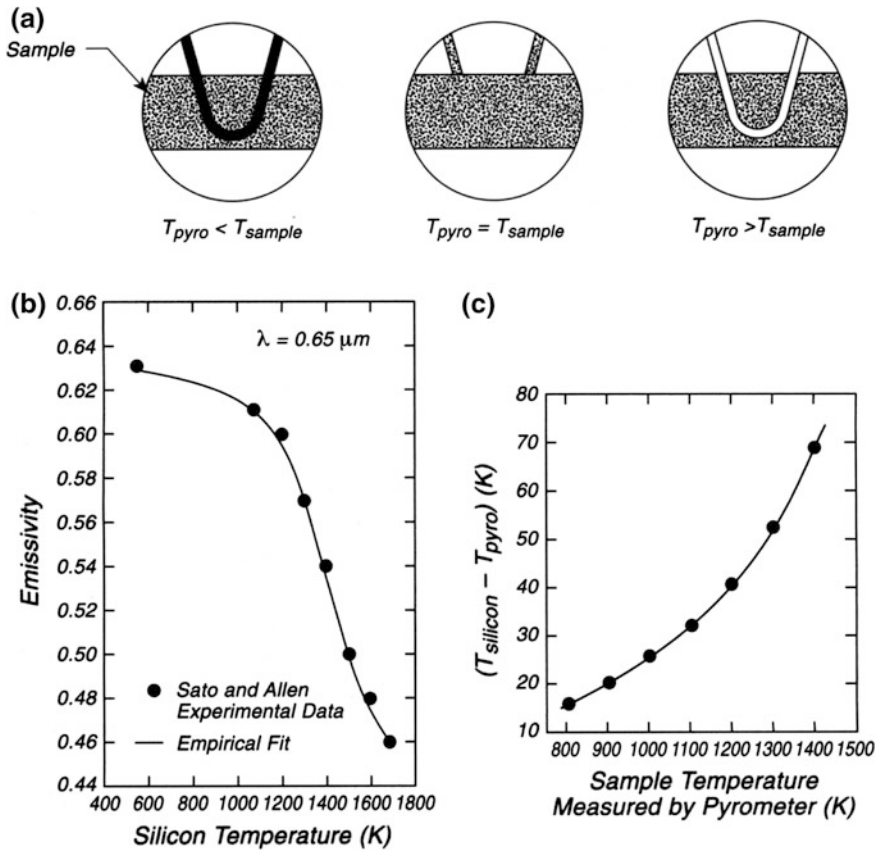 (a)
Sample
T_pyro < T_sample
T_pyro = T_sample
T_pyro > T_sample
(b)
0.66
0.64
0.62
0.60
0.58
0.56
0.54
0.52
0.50
0.48
0.46
0.44
Emissivity
λ = 0.65 μm
Sato and Allen
Experimental Data
Empirical Fit
400 600 800 1000 1200 1400 1600 1800
Silicon Temperature (K)
(c)
80
70
60
50
40
30
20
10
(T_silicon – T_pyro) (K)
800 900 1000 1100 1200 1300 1400 1500
Sample Temperature
Measured by Pyrometer (K)